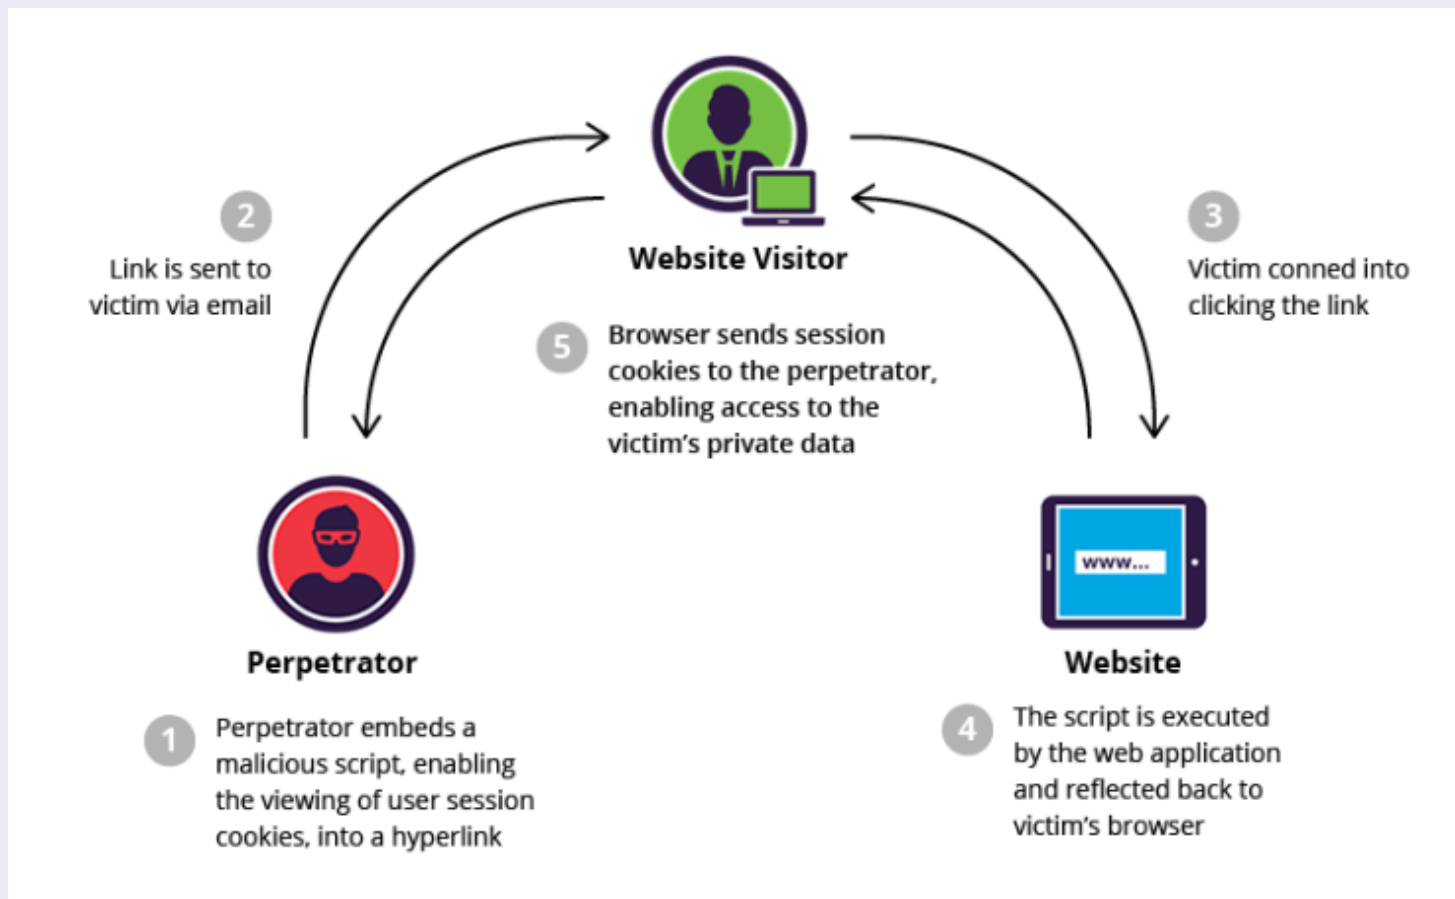 Website Visitor
2
Link is sent to
victim via email
3
Victim conned into
clicking the link
5
Browser sends session
cookies to the perpetrator,
enabling access to the
victim's private data
www...
Perpetrator
Website
1
Perpetrator embeds a
malicious script, enabling
the viewing of user session
cookies, into a hyperlink
4
The script is executed
by the web application
and reflected back to
victim's browser